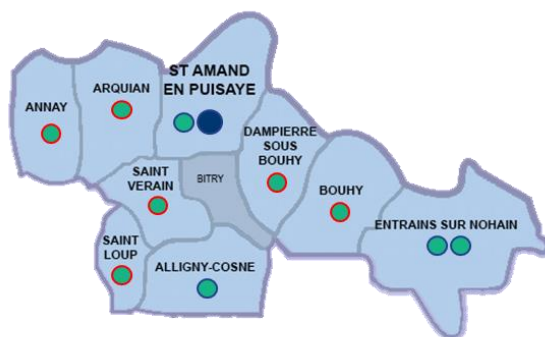 ST AMAND
EN PUISAYE
ARQUIAN
ANNAY
DAMPIERRE
SOUS
BOUHY
SAINT
VERAIN
BITRY
BOUHY
ENTRAINS SUR NOHAIN
SAINT
LOUP
ALLIGNY-COSNE